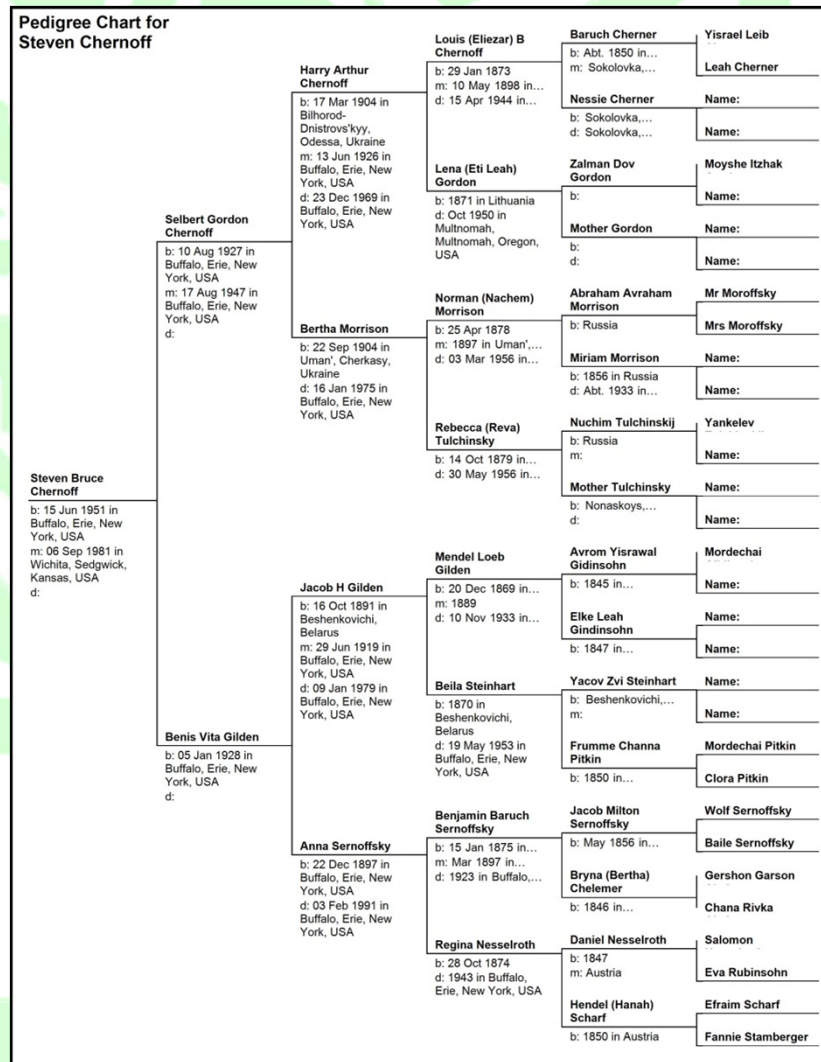 Pedigree Chart for
Steven Chernoff
Steven Bruce
Chernoff
b: 15 Jun 1951 in
Buffalo, Erie, New
York, USA
m: 06 Sep 1981 in
Wichita, Sedgwick,
Kansas, USA
d:
Selbert Gordon
Chernoff
b: 10 Aug 1927 in
Buffalo, Erie, New
York, USA
m: 17 Aug 1947 in
Buffalo, Erie, New
York, USA
d:
Benis Vita Gilden
b: 05 Jan 1928 in
Buffalo, Erie, New
York, USA
d:
Harry Arthur
Chernoff
b: 17 Mar 1904 in
Bilhorod-
Dnistrovs'kyy,
Odessa, Ukraine
m: 13 Jun 1926 in
Buffalo, Erie, New
York, USA
d: 23 Dec 1969 in
Buffalo, Erie, New
York, USA
Bertha Morrison
b: 22 Sep 1904 in
Uman', Cherkasy,
Ukraine
d: 16 Jan 1975 in
Buffalo, Erie, New
York, USA
Jacob H Gilden
b: 16 Oct 1891 in
Beshenkovichi,
Belarus
m: 29 Jun 1919 in
Buffalo, Erie, New
York, USA
d: 09 Jan 1979 in
Buffalo, Erie, New
York, USA
Anna Sernoffsky
b: 22 Dec 1897 in
Buffalo, Erie, New
York, USA
d: 03 Feb 1991 in
Buffalo, Erie, New
York, USA
Louis (Eliezar) B
Chernoff
b: 29 Jan 1873
m: 10 May 1898 in...
d: 15 Apr 1944 in...
Lena (Eti Leah)
Gordon
b: 1871 in Lithuania
d: Oct 1950 in
Multnomah,
Multnomah, Oregon,
USA
Norman (Nachem)
Morrison
b: 25 Apr 1878
m: 1897 in Uman',...
d: 03 Mar 1956 in...
Rebecca (Reva)
Tulchinsky
b: 14 Oct 1879 in...
d: 30 May 1956 in...
Mendel Loeb
Gilden
b: 20 Dec 1869 in...
m: 1889
d: 10 Nov 1933 in...
Beila Steinhart
b: 1870 in
Beshenkovichi,
Belarus
d: 19 May 1953 in
Buffalo, Erie, New
York, USA
Benjamin Baruch
Sernoffsky
b: 15 Jan 1875 in...
m: Mar 1897 in...
d: 1923 in Buffalo,...
Regina Nesselroth
b: 28 Oct 1874
d: 1943 in Buffalo,
Erie, New York, USA
Baruch Cherner
b: Abt. 1850 in...
m: Sokolovka,...
Nessie Cherner
b: Sokolovka,...
d: Sokolovka,...
Zalman Dov
Gordon
b:
Mother Gordon
b:
d:
Abraham Avraham
Morrison
b: Russia
Miriam Morrison
b: 1856 in Russia
d: Abt. 1933 in...
Nuchim Tulchinskij
b: Russia
m:
Mother Tulchinsky
b: Nonaskoys,...
d:
Avrom Yisrawal
Gidinsohn
b: 1845 in...
Elke Leah
Gindinsohn
b: 1847 in...
Yacov Zvi Steinhart
b: Beshenkovichi,...
m:
Frumme Channa
Pitkin
b: 1850 in...
Jacob Milton
Sernoffsky
b: May 1856 in...
Bryna (Bertha)
Chelemer
b: 1846 in...
Daniel Nesselroth
b: 1847
m: Austria
Hendel (Hanah)
Scharf
b: 1850 in Austria
Yisrael Leib
Leah Cherner
Name:
Name:
Moyshe Itzhak
Name:
Name:
Name:
Mr Moroffsky
Mrs Moroffsky
Name:
Name:
Yankelev
Name:
Name:
Name:
Mordechai
Name:
Name:
Name:
Name:
Name:
Mordechai Pitkin
Clora Pitkin
Wolf Sernoffsky
Baile Sernoffsky
Gershon Garson
Chana Rivka
Salomon
Eva Rubinsohn
Efraim Scharf
Fannie Stamberger